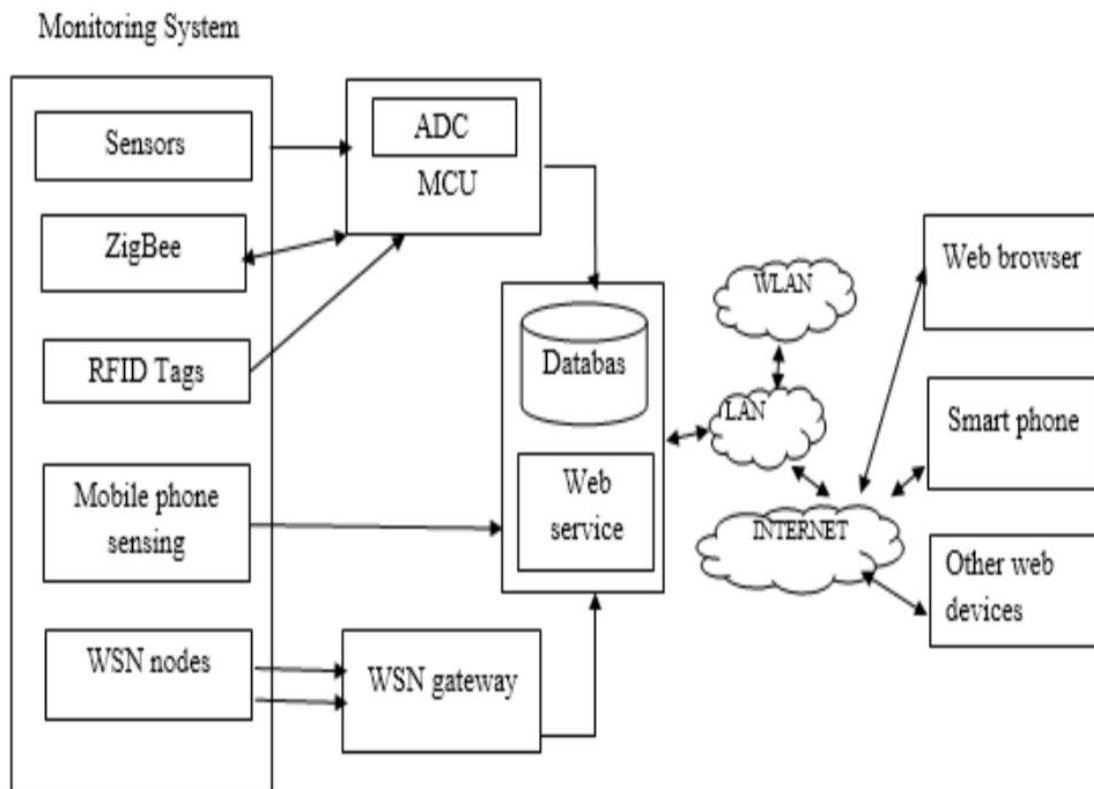 Monitoring System
Sensors
ZigBee
RFID Tags
Mobile phone
sensing
WSN nodes
ADC
MCU
WSN gateway
Databas
Web
service
WLAN
LAN
INTERNET
Web browser
Smart phone
Other web
devices